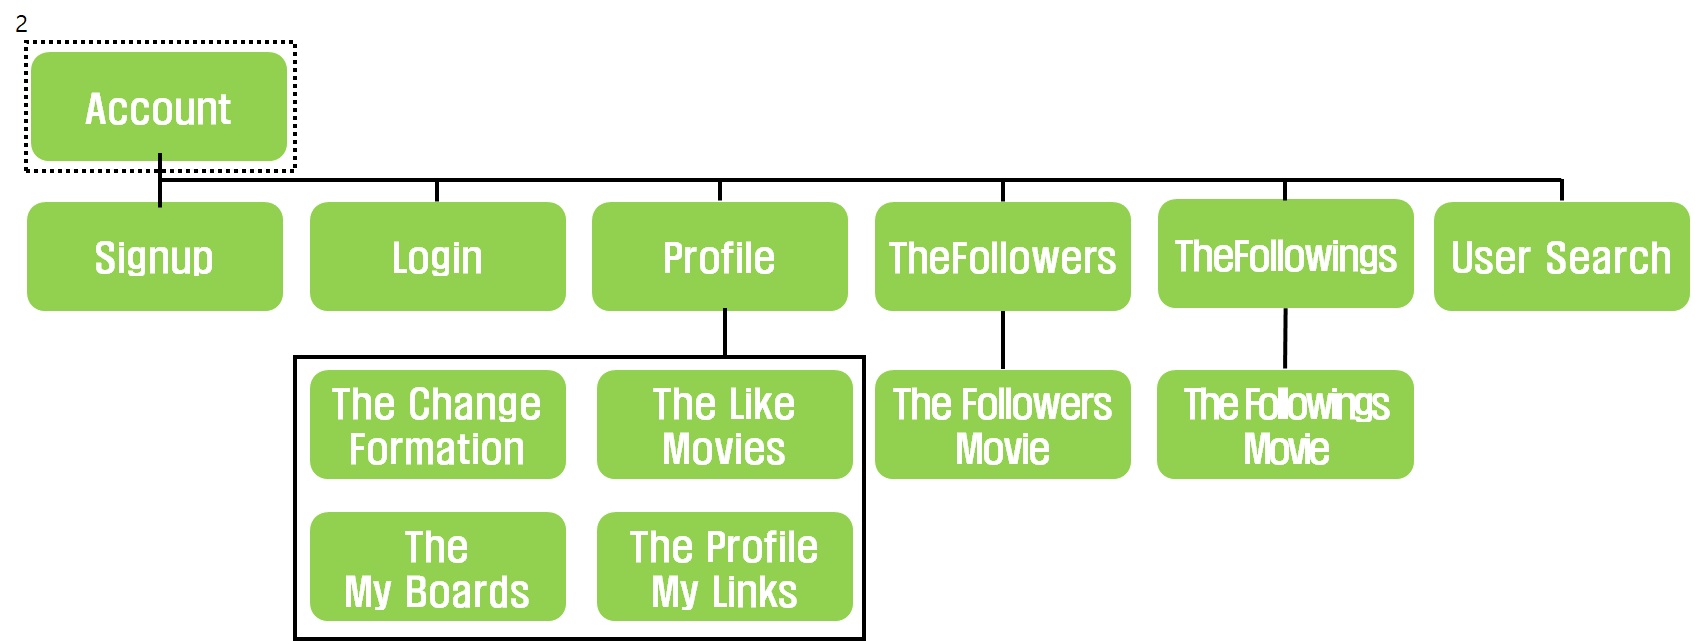 2
Account
Signup
Login
Profile
TheFollowers
TheFollowings
User Search
The Change
Formation
The Like
Movies
The Followers
Movie
The Followings
Movie
The
My Boards
The Profile
My Links